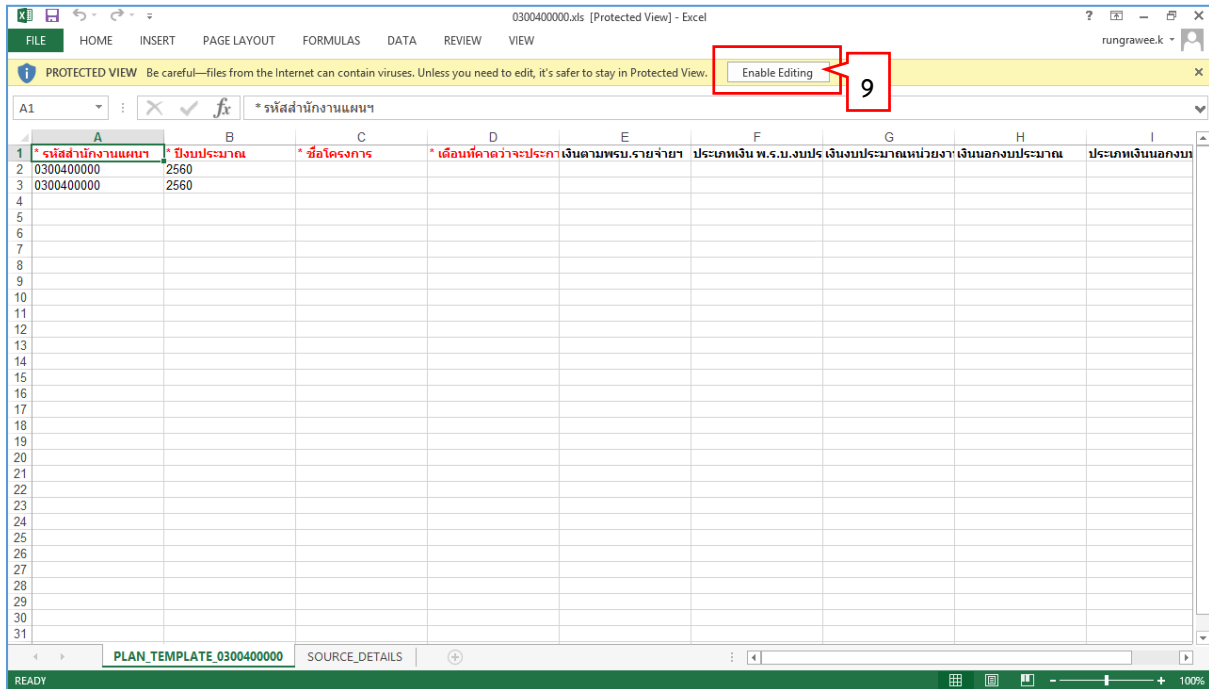 0300400000.xls [Protected View] - Excel
FILE HOME INSERT PAGE LAYOUT FORMULAS DATA REVIEW VIEW rungrawee.k
PROTECTED VIEW Be careful—files from the Internet can contain viruses. Unless you need to edit, it's safer to stay in Protected View. Enable Editing
9
A1 fx * รหัสสำนักงานแผนฯ
A B C D E F G H I
1 * รหัสสำนักงานแผนฯ * ปีงบประมาณ * ชื่อโครงการ * เดือนที่คาดว่าจะประกา เงินตามพรบ.รายจ่ายฯ ประเภทเงิน พ.ร.บ.งบปร เงินงบประมาณหน่วยงา เงินนอกงบประมาณ ประเภทเงินนอกงบป
2 0300400000 2560
3 0300400000 2560
4
5
6
7
8
9
10
11
12
13
14
15
16
17
18
19
20
21
22
23
24
25
26
27
28
29
30
31
PLAN_TEMPLATE_0300400000 SOURCE_DETAILS
READY 100%